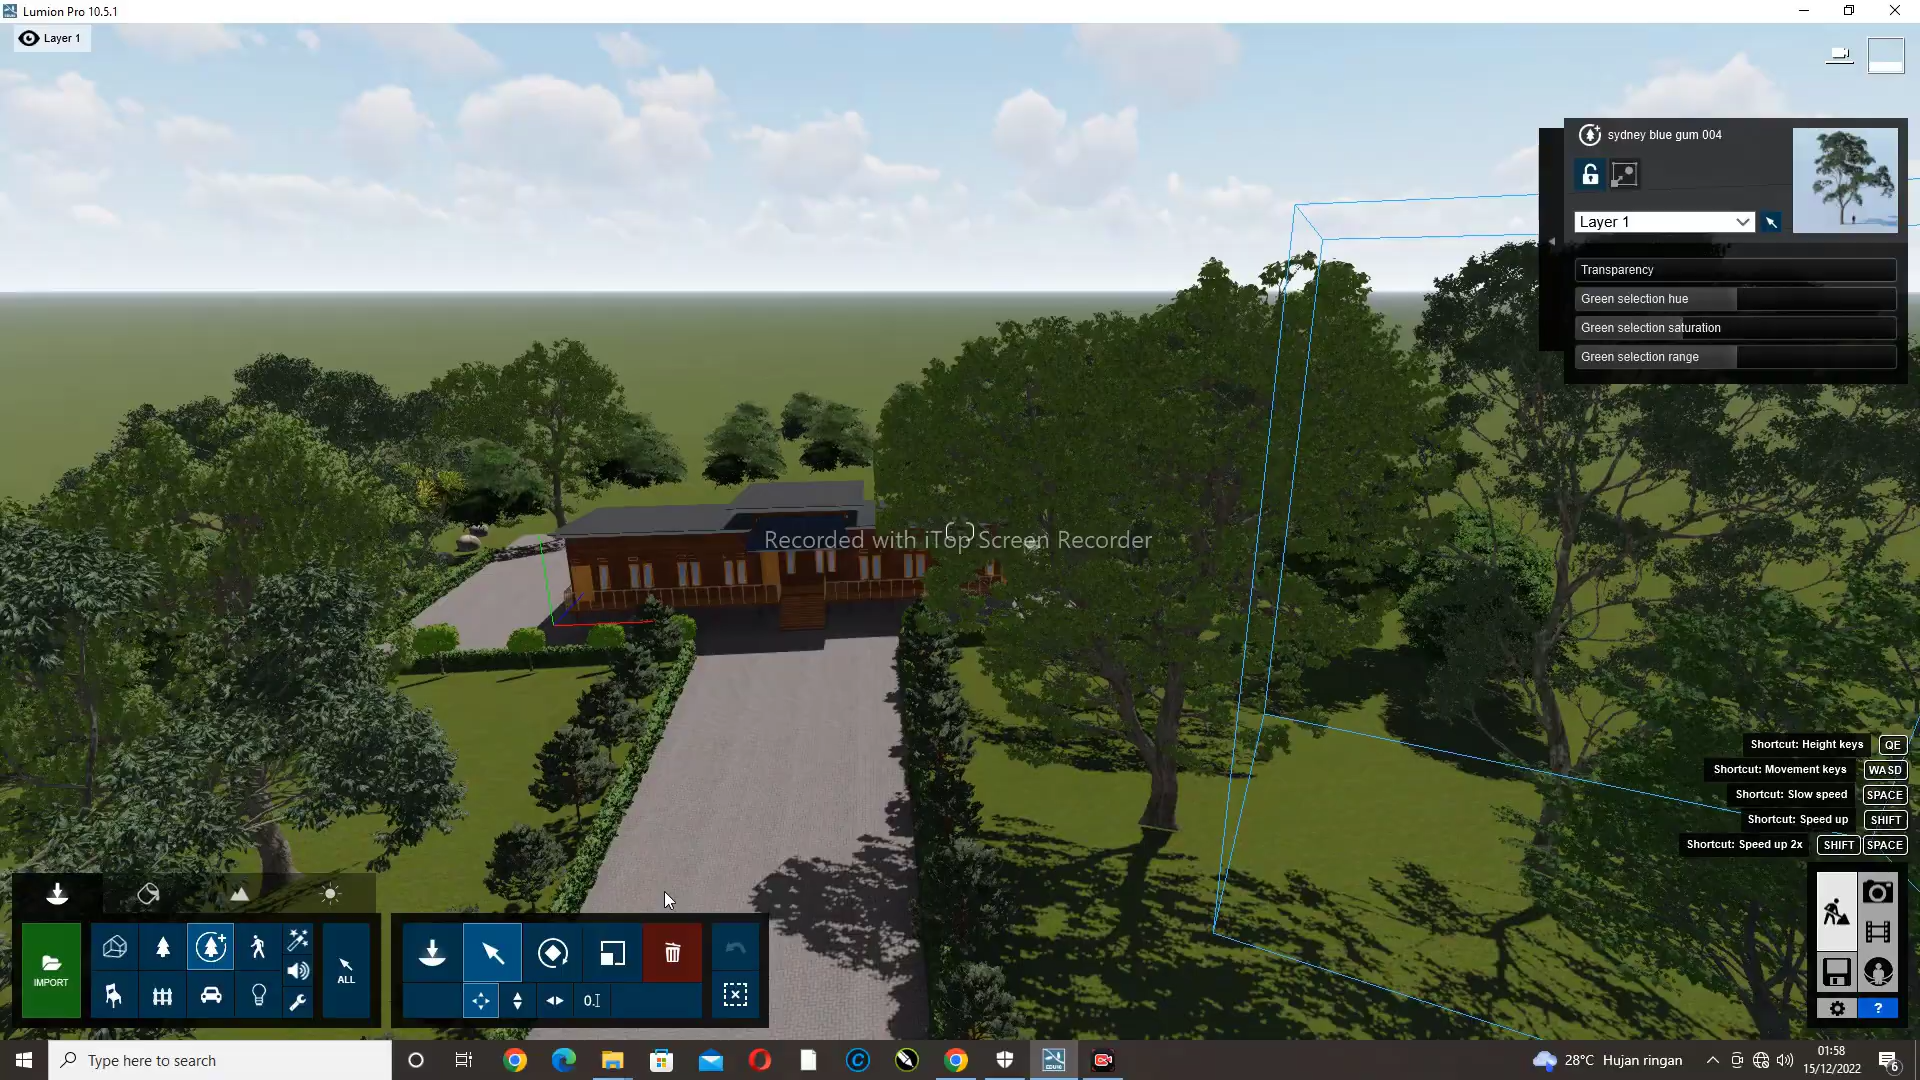 Lumion Pro 10.5.1
Layer 1
sydney blue gum 004
Layer 1
Transparency
Green selection hue
Green selection saturation
Green selection range
Recorded with iTop Screen Recorder
Shortcut: Height keys QE
Shortcut: Movement keys WASD
Shortcut: Slow speed SPACE
Shortcut: Speed up SHIFT
Shortcut: Speed up 2x SHIFT SPACE
IMPORT
ALL
?
Type here to search
28°C Hujan ringan
01:58
15/12/2022
6